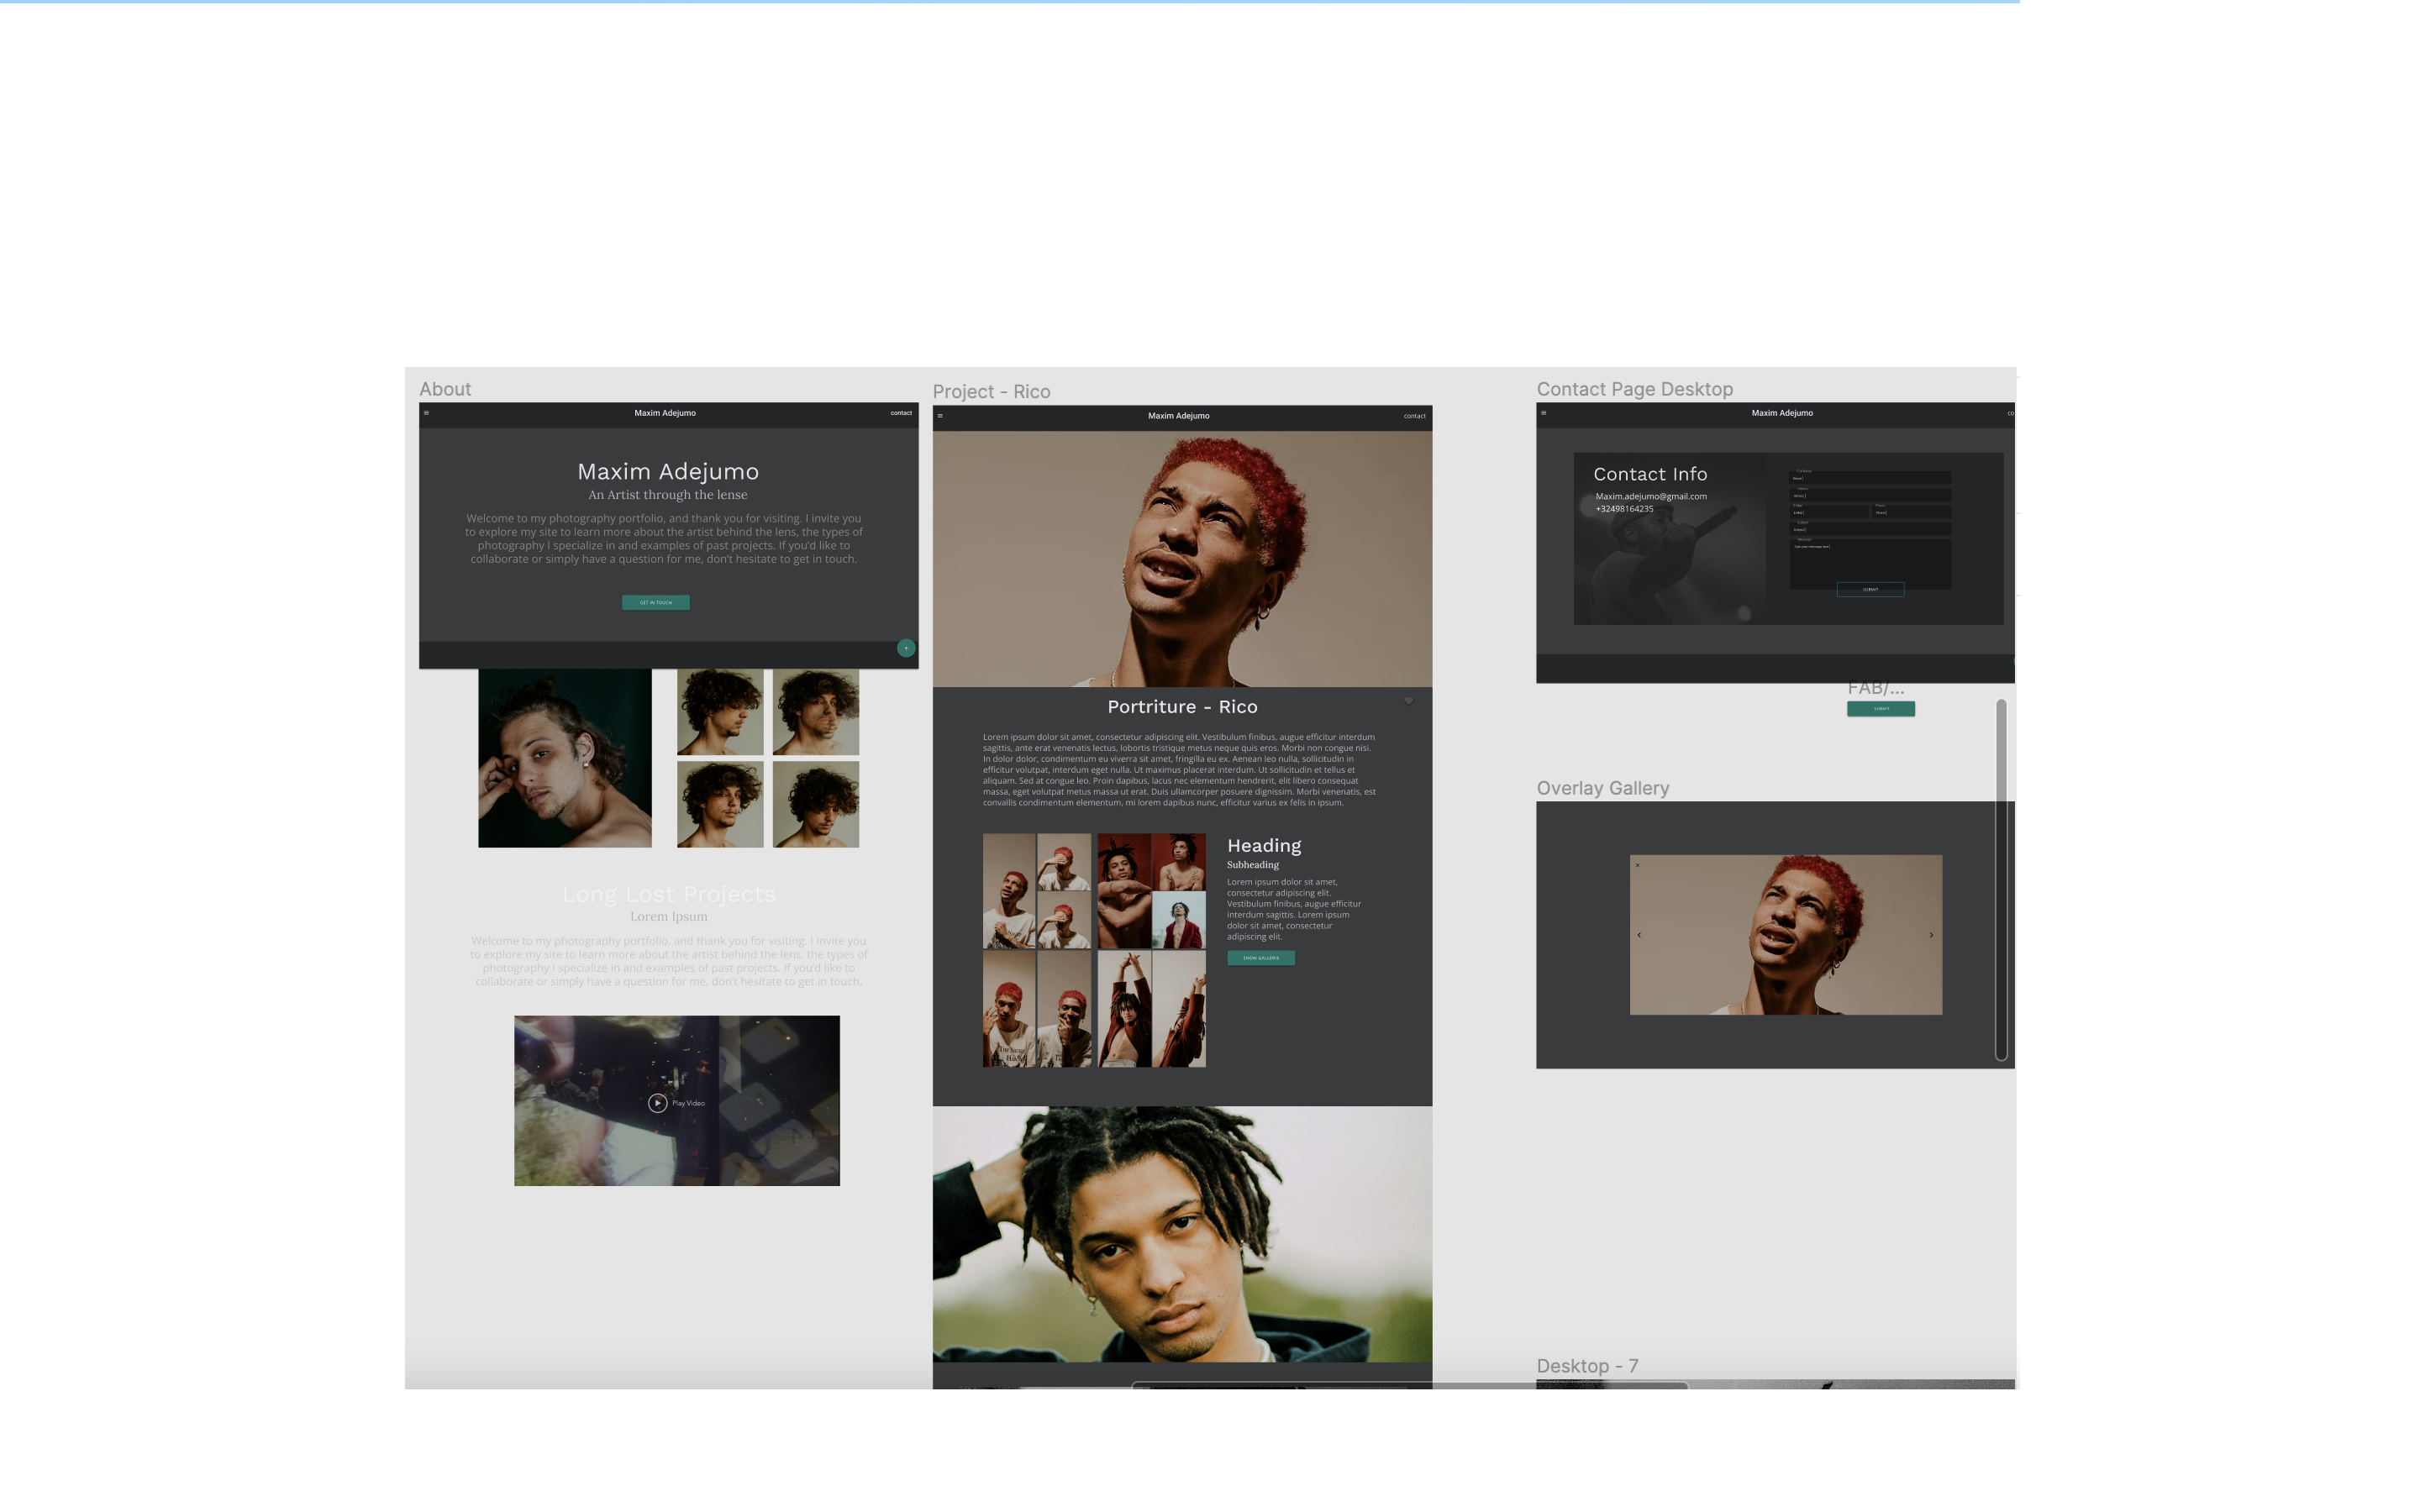 About
Maxim Adejumo
contact
Maxim Adejumo
An Artist through the lense
Welcome to my photography portfolio, and thank you for visiting. I invite you
to explore my site to learn more about the artist behind the lens, the types of
photography I specialize in and examples of past projects. If you'd like to
collaborate or simply have a question for me, don't hesitate to get in touch.
GET IN TOUCH
Long Lost Projects
Lorem Ipsum
Welcome to my photography portfolio, and thank you for visiting. I invite you
to explore my site to learn more about the artist behind the lens, the types of
photography I specialize in and examples of past projects. If you'd like to
collaborate or simply have a question for me, don't hesitate to get in touch.
Play Video
Project - Rico
Maxim Adejumo
contact
Portriture - Rico
Lorem ipsum dolor sit amet, consectetur adipiscing elit. Vestibulum finibus, augue efficitur interdum
sagittis, ante erat venenatis lectus, lobortis tristique metus neque quis eros. Morbi non congue nisi.
In dolor dolor, condimentum eu viverra sit amet, fringilla eu ex. Aenean leo nulla, sollicitudin in
efficitur volutpat, interdum eget nulla. Ut maximus placerat interdum. Ut sollicitudin et tellus et
aliquam. Sed at congue leo. Proin dapibus, lacus nec elementum hendrerit, elit libero consequat
massa, eget volutpat metus massa ut erat. Duis ullamcorper posuere dignissim. Morbi venenatis, est
convallis condimentum elementum, mi lorem dapibus nunc, efficitur varius ex felis in ipsum.
Heading
Subheading
Lorem ipsum dolor sit amet,
consectetur adipiscing elit.
Vestibulum finibus, augue efficitur
interdum sagittis. Lorem ipsum
dolor sit amet, consectetur
adipiscing elit.
SHOW GALLERIE
Contact Page Desktop
Maxim Adejumo
co
Contact Info
Maxim.adejumo@gmail.com
+32498164235
Type your message here
SUBMIT
FAB/...
SUBMIT
Overlay Gallery
Desktop - 7